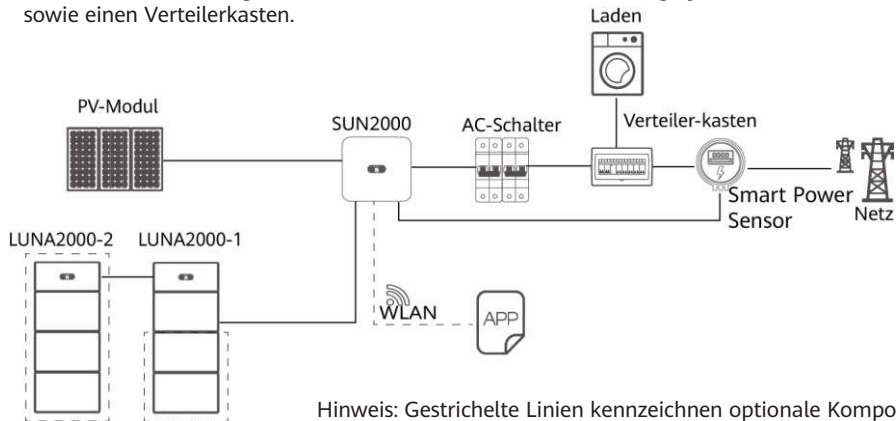 sowie einen Verteilerkasten.
Laden
PV-Modul
SUN2000
AC-Schalter
Verteiler-kasten
Smart Power
Sensor
Netz
LUNA2000-2
LUNA2000-1
WLAN
APP
Hinweis: Gestrichelte Linien kennzeichnen optionale